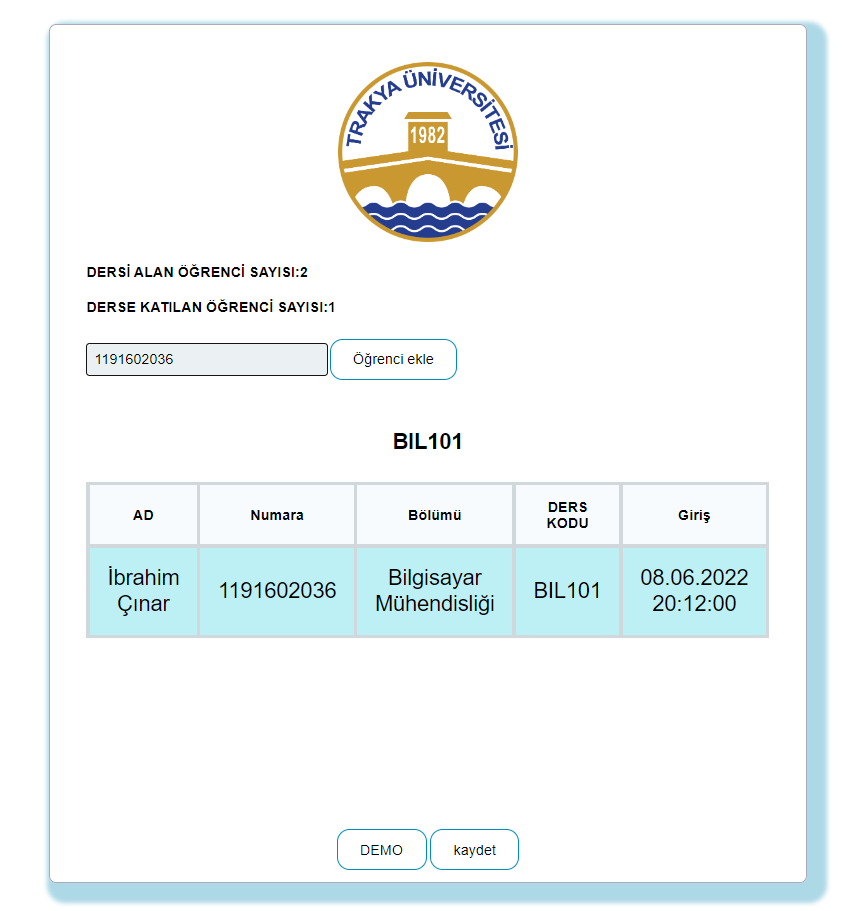 TRAKYA ÜNİVERSİTESİ
1982
DERSİ ALAN ÖĞRENCİ SAYISI:2
DERSE KATILAN ÖĞRENCİ SAYISI:1
1191602036 Öğrenci ekle
BIL101
AD Numara Bölümü DERS KODU Giriş
İbrahim Çınar 1191602036 Bilgisayar Mühendisliği BIL101 08.06.2022 20:12:00
DEMO kaydet